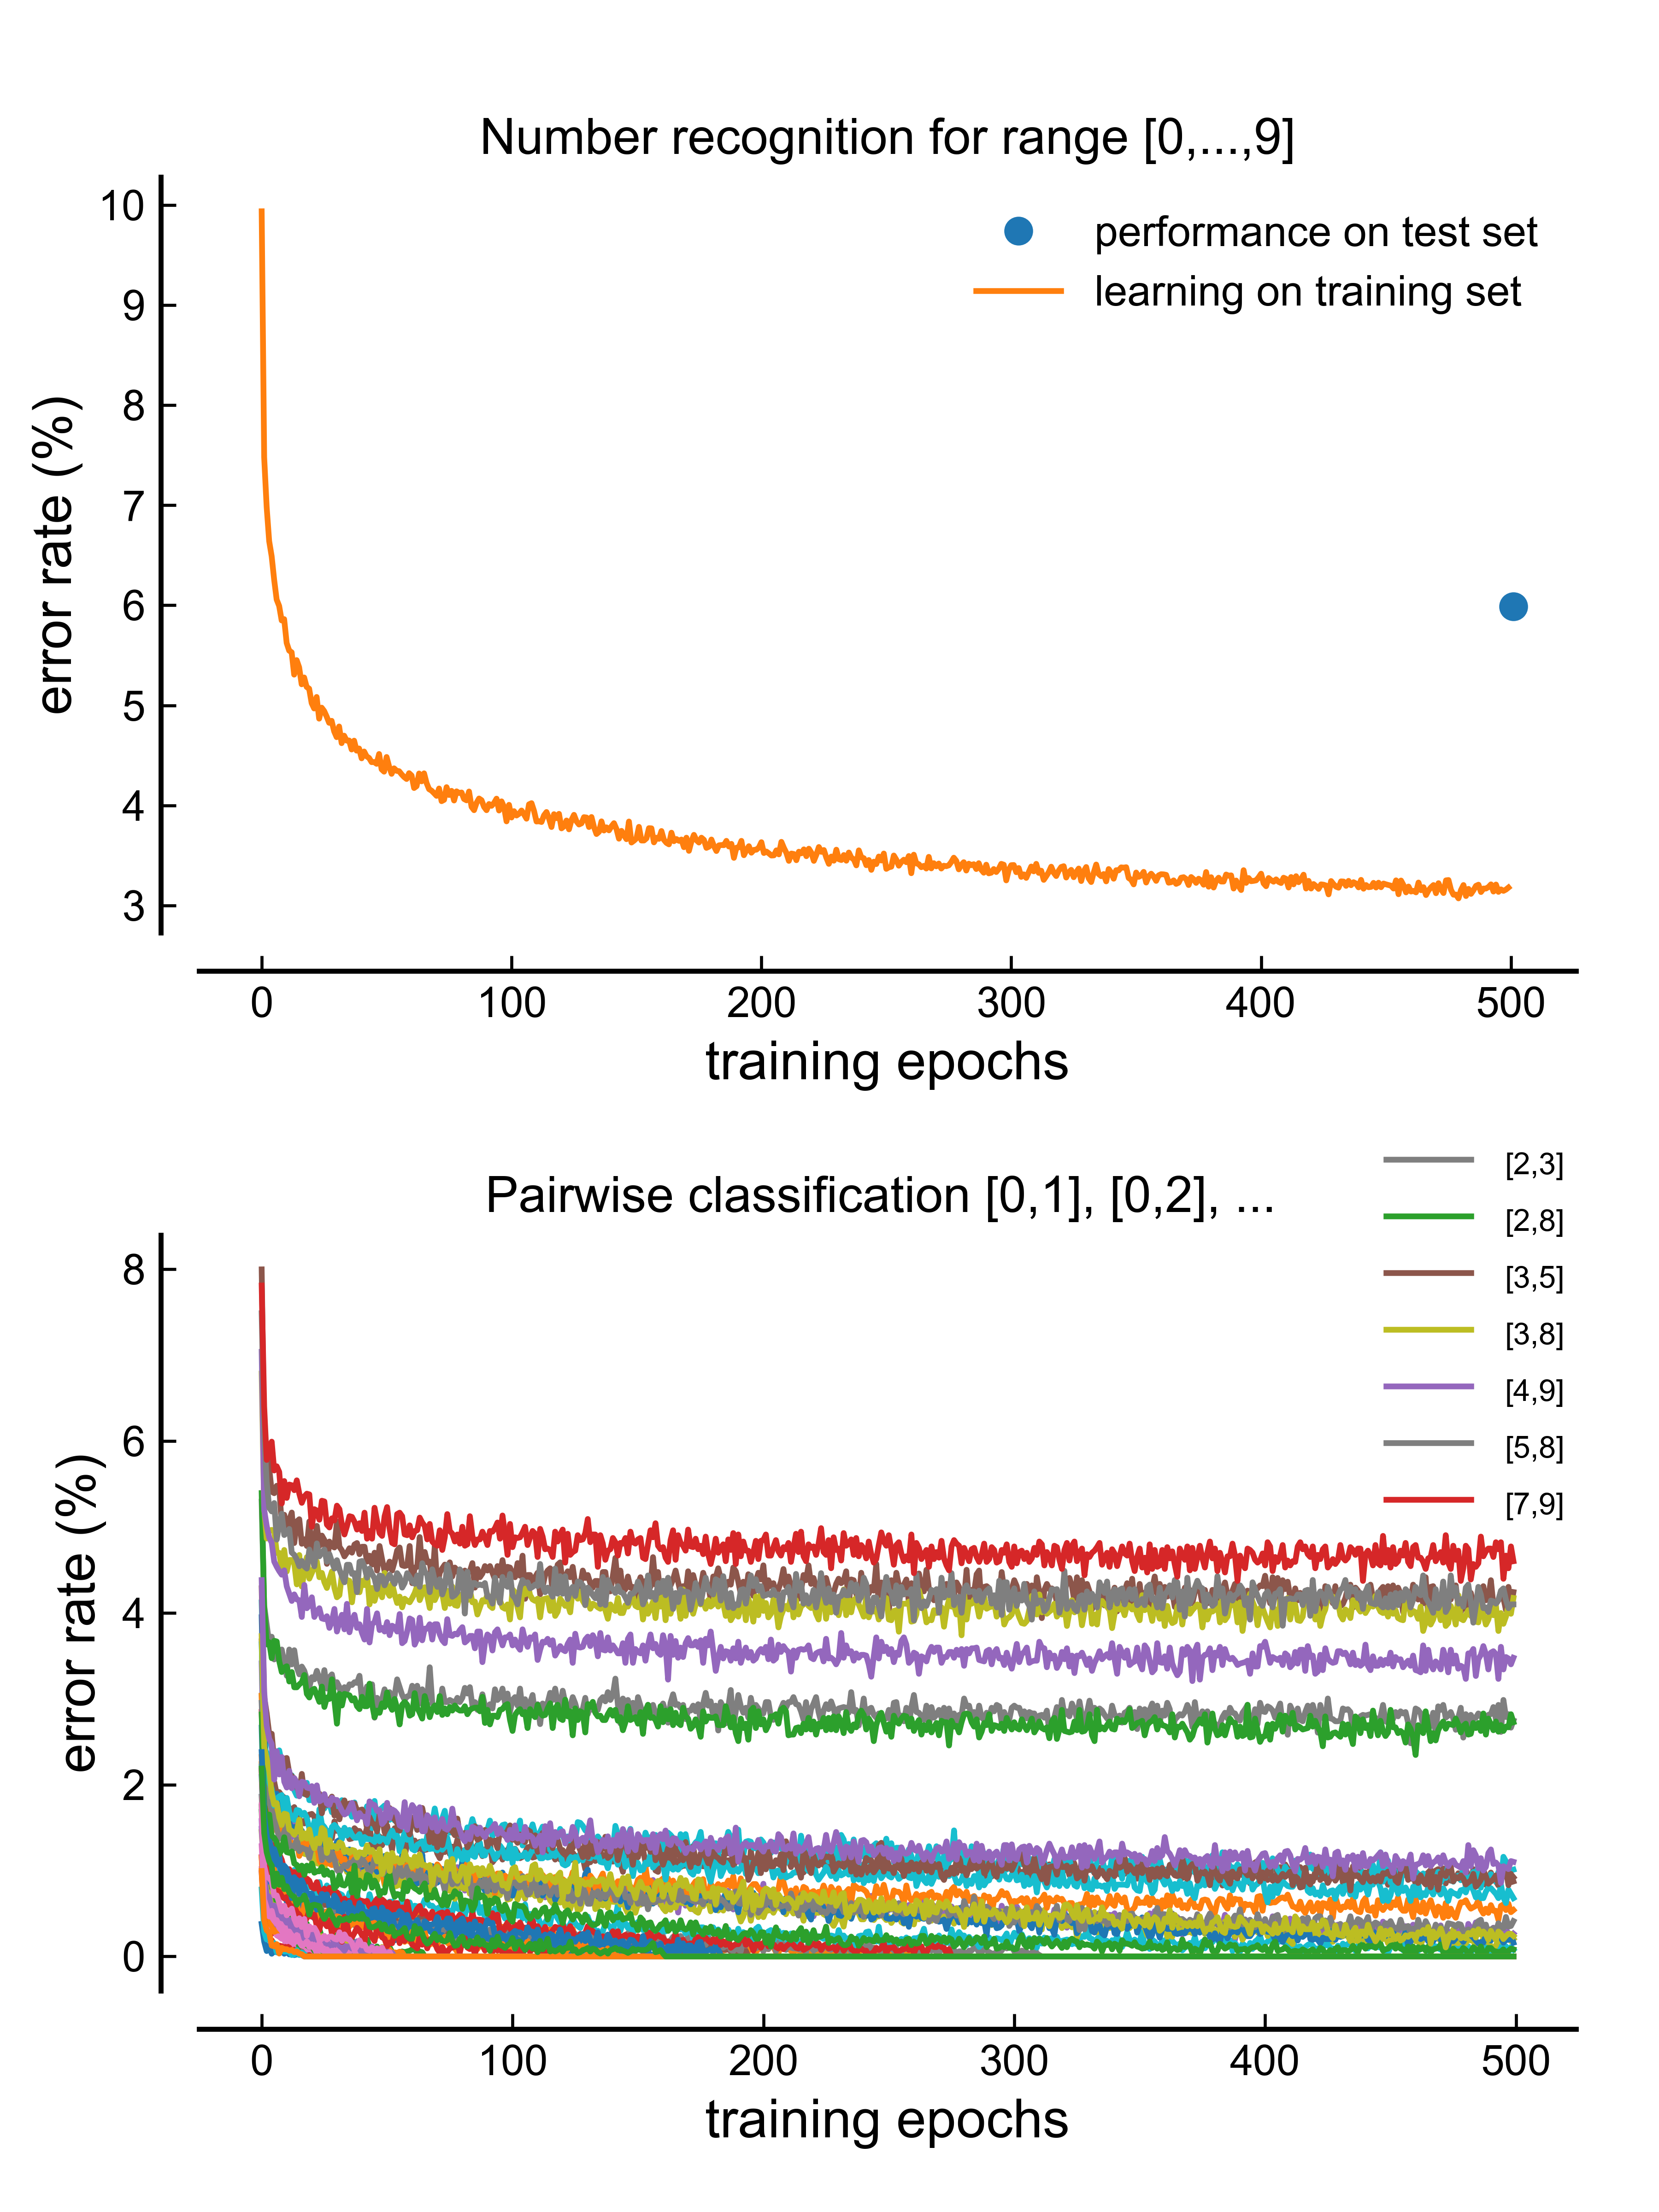 Number recognition for range [0,...,9]
performance on test set
learning on training set
10
9
8
7
6
5
4
3
error rate (%)
0 100 200 300 400 500
training epochs
Pairwise classification [0,1], [0,2], ...
[2,3]
[2,8]
[3,5]
[3,8]
[4,9]
[5,8]
[7,9]
8
6
4
2
0
error rate (%)
0 100 200 300 400 500
training epochs